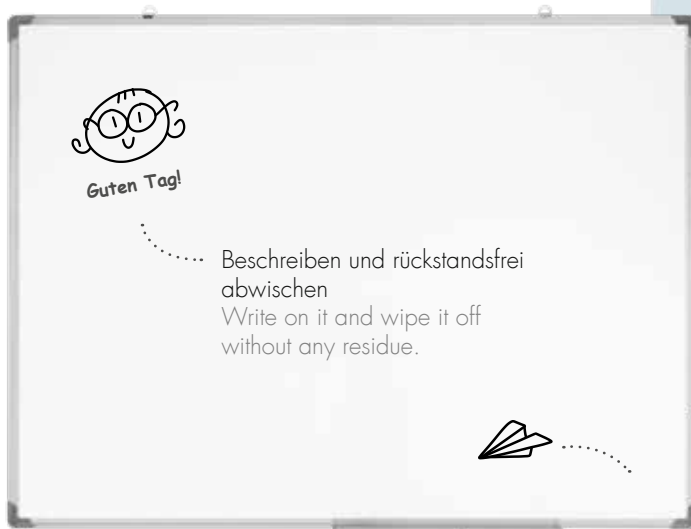 Guten Tag!
Beschreiben und rückstandsfrei
abwischen
Write on it and wipe it off
without any residue.